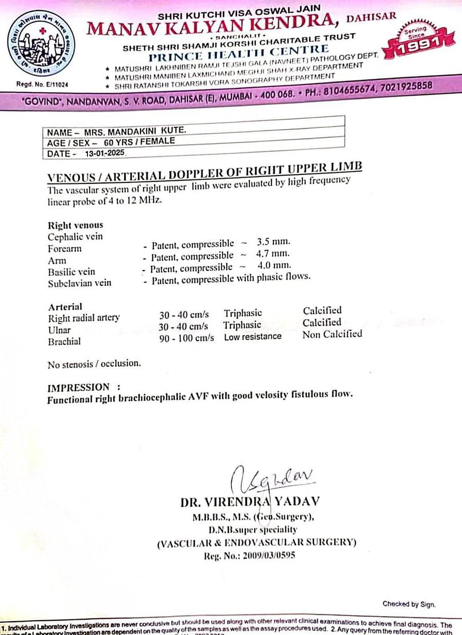 SHRI KUTCHI VISA OSWAL JAIN
MANAV KALYAN KENDRA, DAHISAR
• SANCHALIT •
SHETH SHRI SHAMJI KORSHI CHARITABLE TRUST
PRINCE HEALTH CENTRE
★ MATUSHRI LAKHNIBEN RAMJI TEJSHI GALA (NAVNEET) PATHOLOGY DEPT.
★ MATUSHRI MANIBEN LAXMICHAND MEGHJI SHAH X-RAY DEPARTMENT
★ SHRI RATANSHI TOKARSHI VORA SONOGRAPHY DEPARTMENT
Serving Since
1991
Regd. No. E/11024
"GOVIND", NANDANVAN, S. V. ROAD, DAHISAR (E), MUMBAI - 400 068. • PH.: 8104655674, 7021925858
NAME – MRS. MANDAKINI KUTE.
AGE / SEX – 60 YRS / FEMALE
DATE - 13-01-2025
VENOUS / ARTERIAL DOPPLER OF RIGHT UPPER LIMB
The vascular system of right upper limb were evaluated by high frequency
linear probe of 4 to 12 MHz.
Right venous
Cephalic vein
Forearm - Patent, compressible ~ 3.5 mm.
Arm - Patent, compressible ~ 4.7 mm.
Basilic vein - Patent, compressible ~ 4.0 mm.
Subclavian vein - Patent, compressible with phasic flows.
Arterial
Right radial artery 30 - 40 cm/s Triphasic Calcified
Ulnar 30 - 40 cm/s Triphasic Calcified
Brachial 90 - 100 cm/s Low resistance Non Calcified
No stenosis / occlusion.
IMPRESSION :
Functional right brachiocephalic AVF with good velosity fistulous flow.
DR. VIRENDRA YADAV
M.B.B.S., M.S. (Gen.Surgery),
D.N.B.super speciality
(VASCULAR & ENDOVASCULAR SURGERY)
Reg. No.: 2009/03/0595
Checked by Sign.
1. Individual Laboratory Investigations are never conclusive but should be used along with other relevant clinical examinations to achieve final diagnosis. The
results of a Laboratory Investigation are dependent on the quality of the samples as well as the assay procedures used. 2. Any query from the referring doctor with